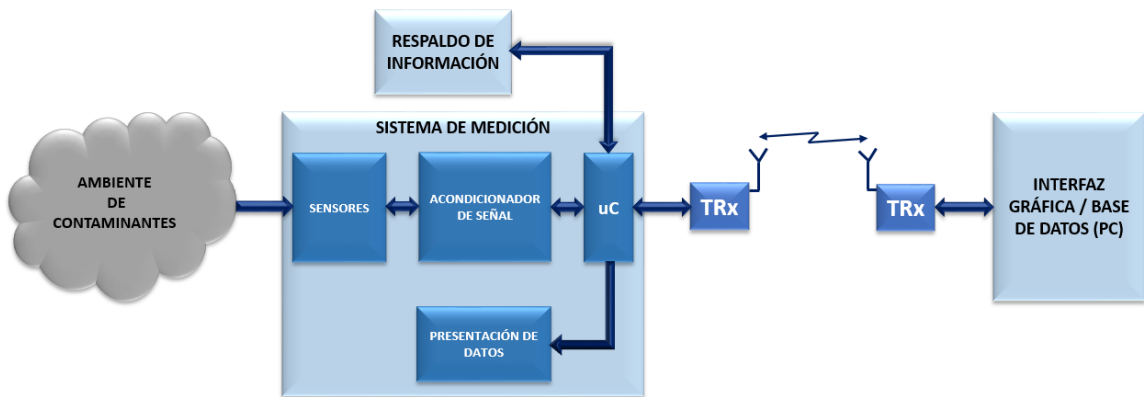 RESPALDO DE
INFORMACIÓN
SISTEMA DE MEDICIÓN
AMBIENTE
DE
CONTAMINANTES
SENSORES
ACONDICIONADOR
DE SEÑAL
uC
TRx
TRx
INTERFAZ
GRÁFICA / BASE
DE DATOS (PC)
PRESENTACIÓN DE
DATOS